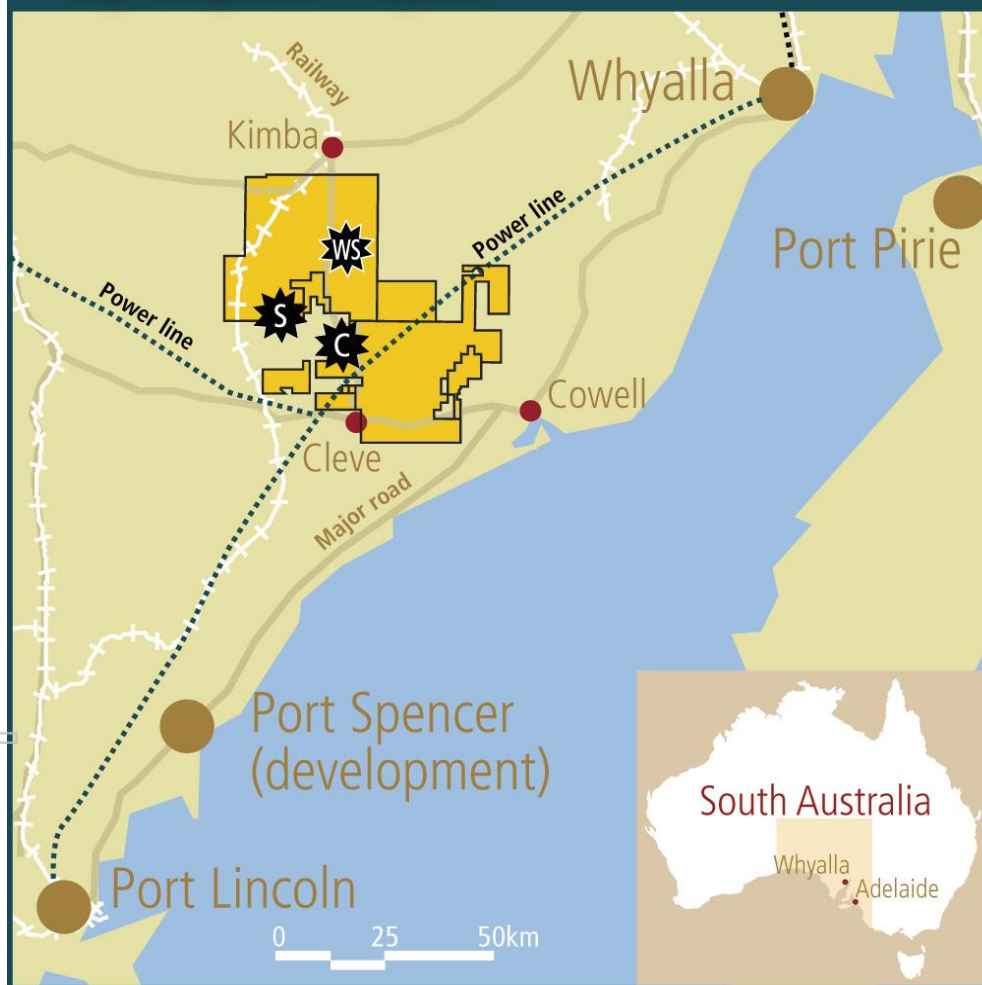 Railway
Whyalla
Kimba
Power line
WS
Port Pirie
Power line
S
C
Cowell
Cleve
Major road
Port Spencer
(development)
South Australia
Whyalla
Adelaide
Port Lincoln
0 25 50km